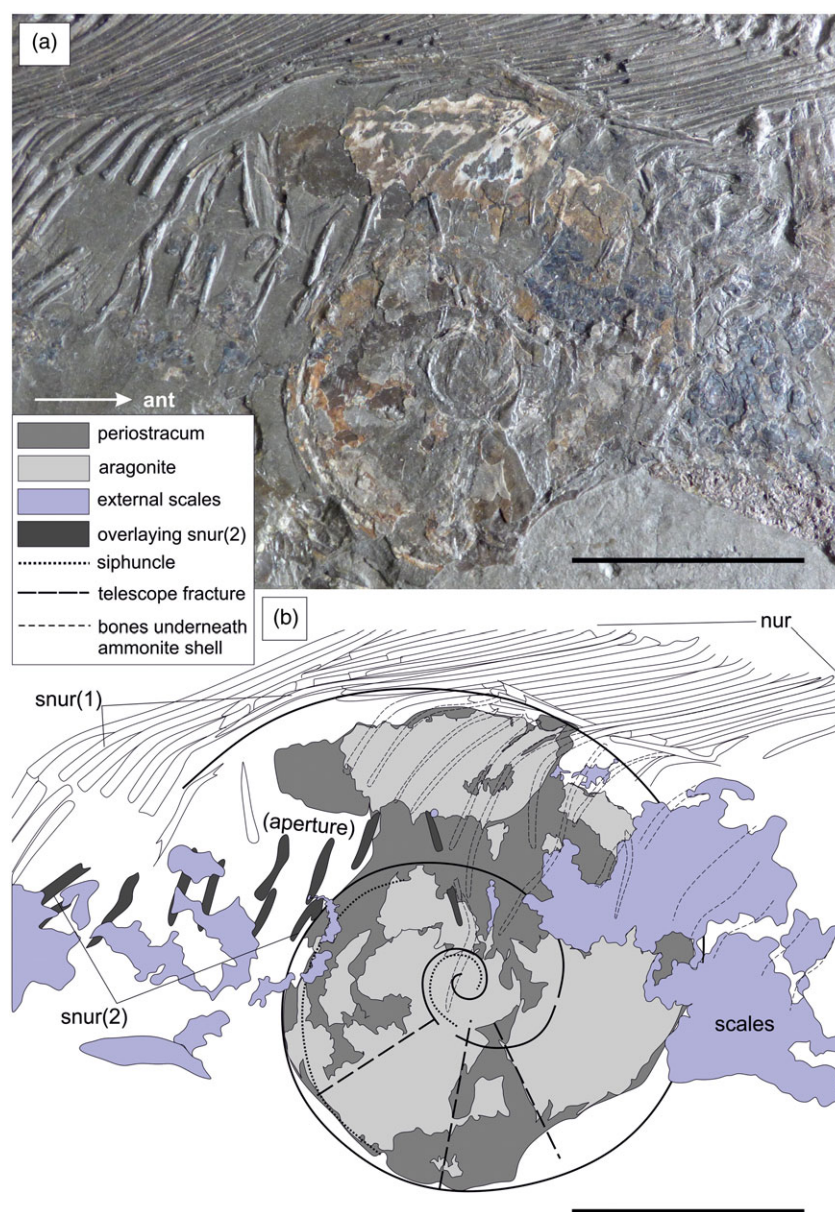 (a)
ant
periostracum
aragonite
external scales
overlaying snur(2)
siphuncle
telescope fracture
bones underneath
ammonite shell
(b)
nur
snur(1)
(aperture)
snur(2)
scales